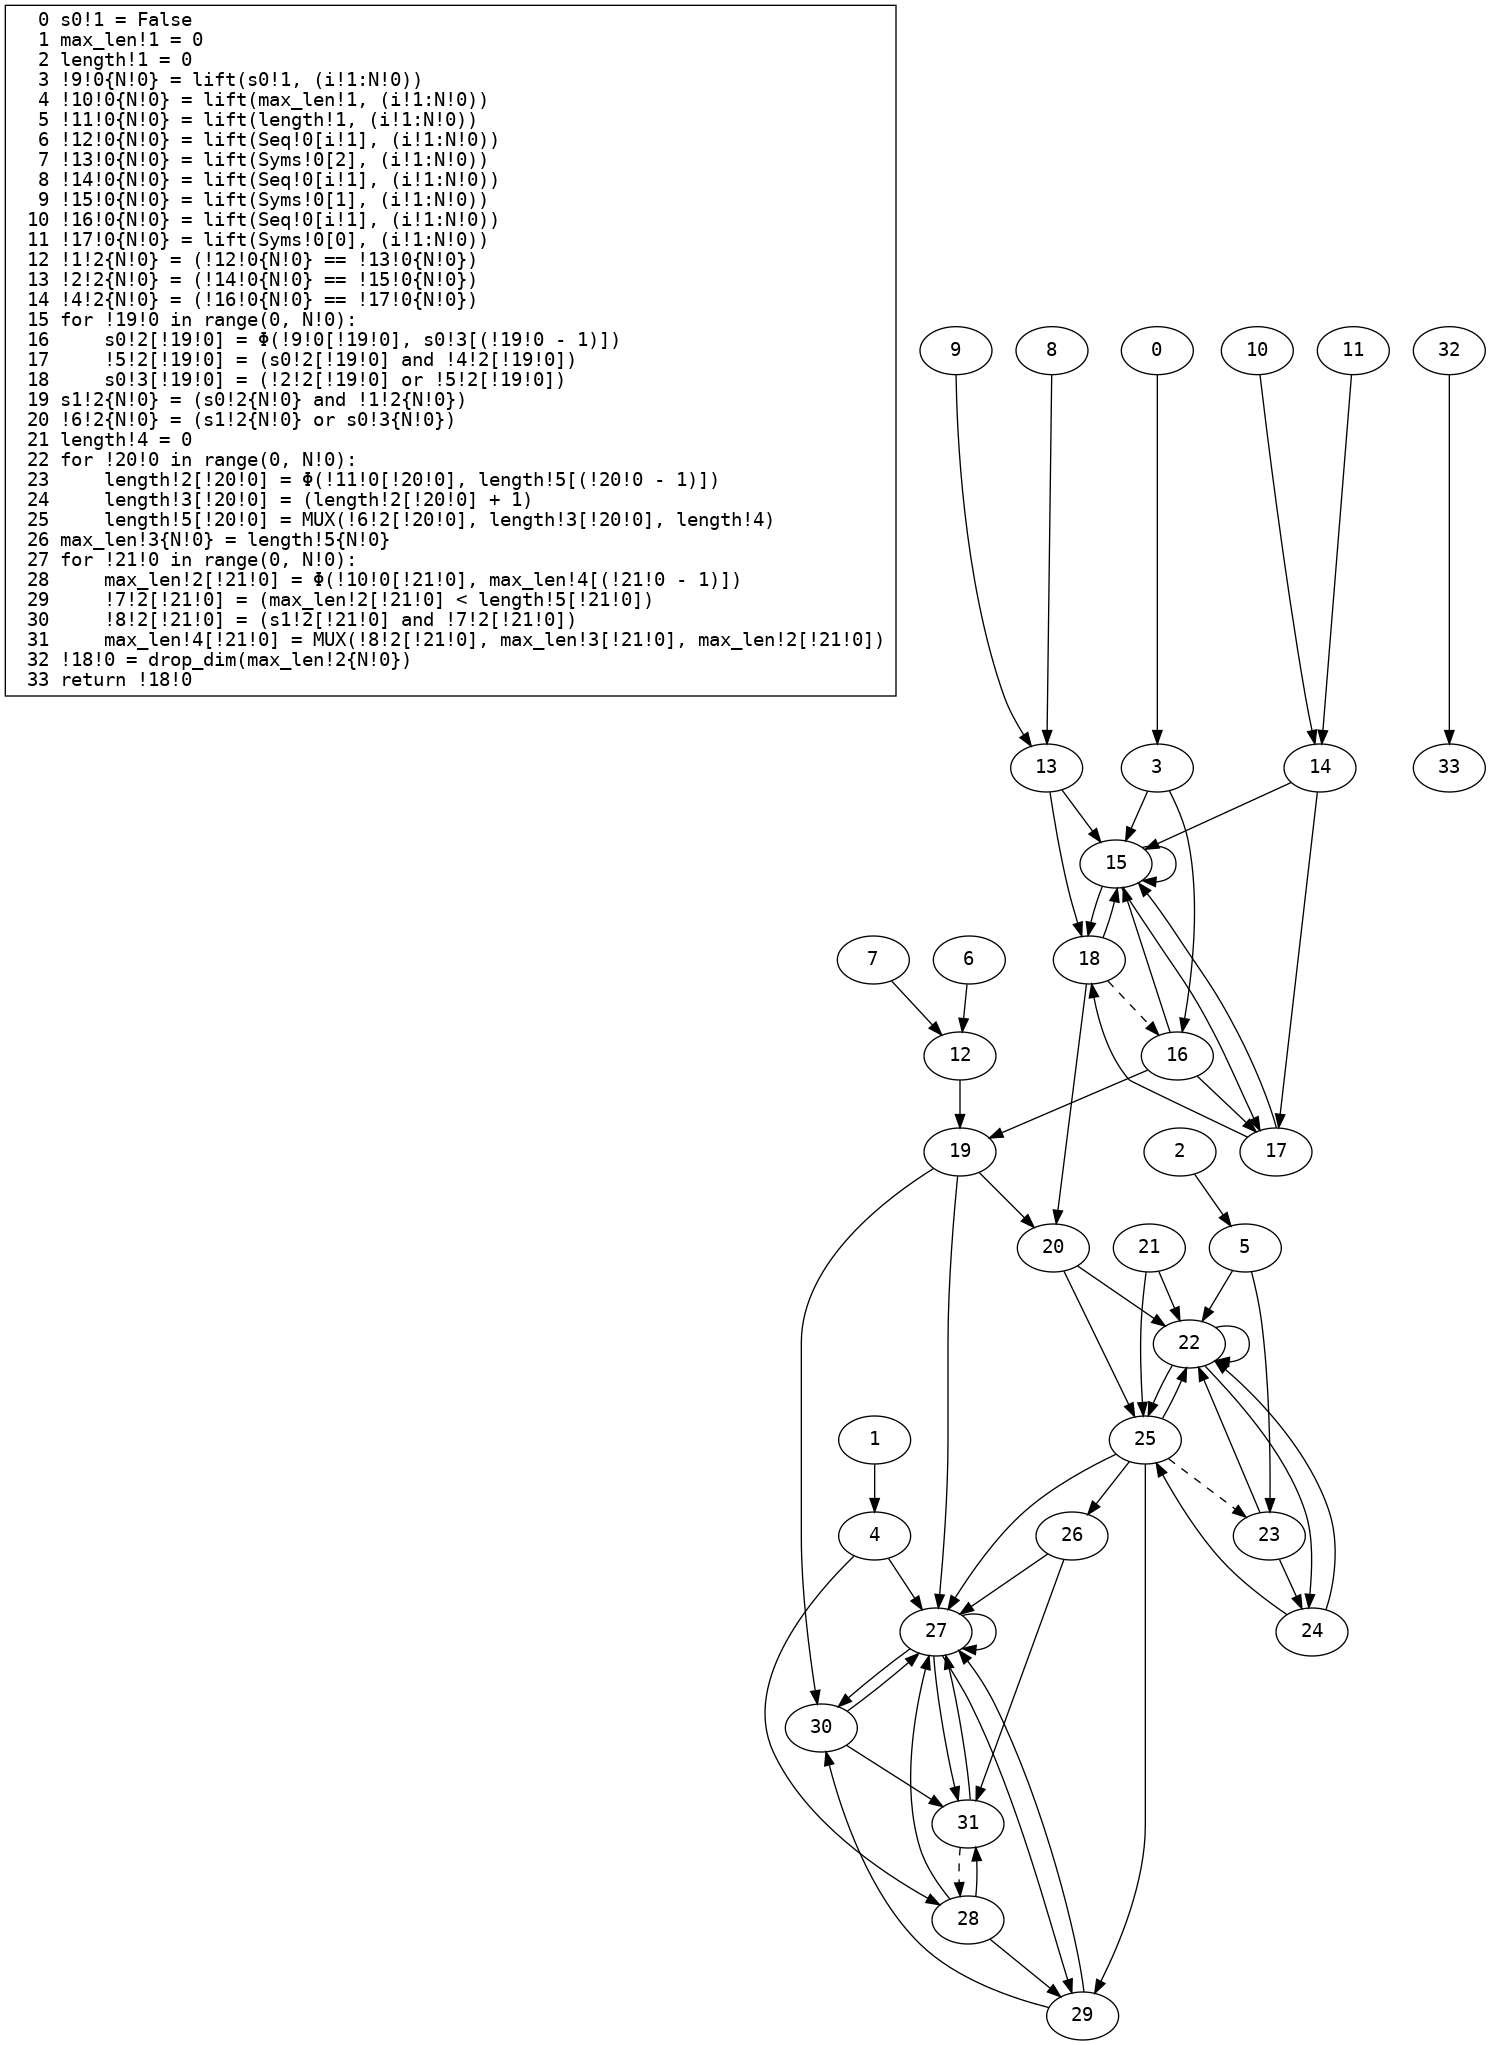 0 s0!1 = False
1 max_len!1 = 0
2 length!1 = 0
3 !9!0{N!0} = lift(s0!1, (i!1:N!0))
4 !10!0{N!0} = lift(max_len!1, (i!1:N!0))
5 !11!0{N!0} = lift(length!1, (i!1:N!0))
6 !12!0{N!0} = lift(Seq!0[i!1], (i!1:N!0))
7 !13!0{N!0} = lift(Syms!0[2], (i!1:N!0))
8 !14!0{N!0} = lift(Seq!0[i!1], (i!1:N!0))
9 !15!0{N!0} = lift(Syms!0[1], (i!1:N!0))
10 !16!0{N!0} = lift(Seq!0[i!1], (i!1:N!0))
11 !17!0{N!0} = lift(Syms!0[0], (i!1:N!0))
12 !1!2{N!0} = (!12!0{N!0} == !13!0{N!0})
13 !2!2{N!0} = (!14!0{N!0} == !15!0{N!0})
14 !4!2{N!0} = (!16!0{N!0} == !17!0{N!0})
15 for !19!0 in range(0, N!0):
16     s0!2[!19!0] = Φ(!9!0[!19!0], s0!3[(!19!0 - 1)])
17     !5!2[!19!0] = (s0!2[!19!0] and !4!2[!19!0])
18     s0!3[!19!0] = (!2!2[!19!0] or !5!2[!19!0])
19 s1!2{N!0} = (s0!2{N!0} and !1!2{N!0})
20 !6!2{N!0} = (s1!2{N!0} or s0!3{N!0})
21 length!4 = 0
22 for !20!0 in range(0, N!0):
23     length!2[!20!0] = Φ(!11!0[!20!0], length!5[(!20!0 - 1)])
24     length!3[!20!0] = (length!2[!20!0] + 1)
25     length!5[!20!0] = MUX(!6!2[!20!0], length!3[!20!0], length!4)
26 max_len!3{N!0} = length!5{N!0}
27 for !21!0 in range(0, N!0):
28     max_len!2[!21!0] = Φ(!10!0[!21!0], max_len!4[(!21!0 - 1)])
29     !7!2[!21!0] = (max_len!2[!21!0] < length!5[!21!0])
30     !8!2[!21!0] = (s1!2[!21!0] and !7!2[!21!0])
31     max_len!4[!21!0] = MUX(!8!2[!21!0], max_len!3[!21!0], max_len!2[!21!0])
32 !18!0 = drop_dim(max_len!2{N!0})
33 return !18!0
9 8 0 10 11 32
13 3 14 33
15
7 6 18
12 16
19 2 17
20 21 5
22
1 25
4 26 23
27 24
30
31
28
29